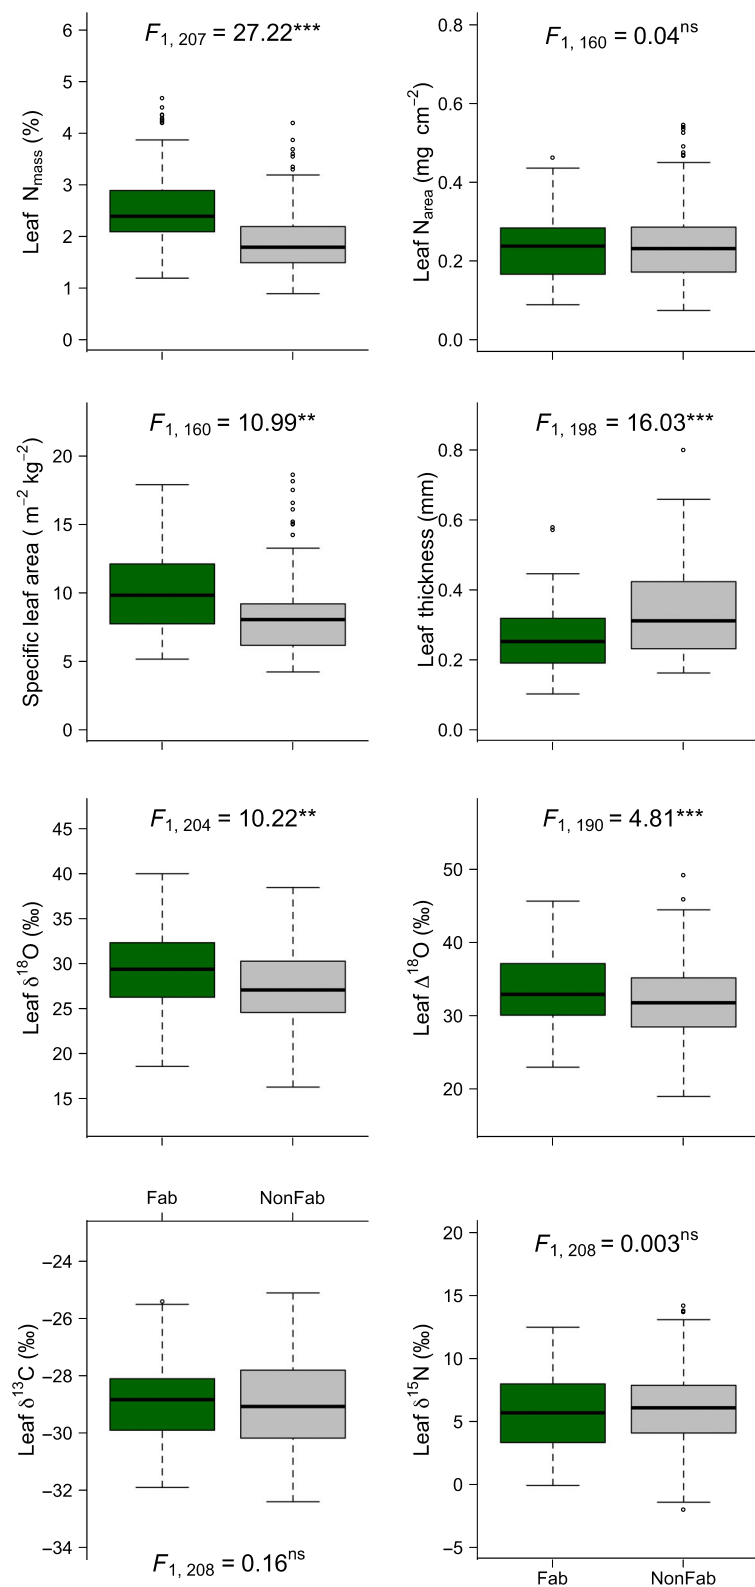 F1, 207 = 27.22***
Leaf Nmass (%)
6
5
4
3
2
1
0
F1, 160 = 0.04ns
Leaf Narea (mg cm−2)
0.8
0.6
0.4
0.2
0.0
F1, 160 = 10.99**
Specific leaf area ( m−2 kg−2)
20
15
10
5
0
F1, 198 = 16.03***
Leaf thickness (mm)
0.8
0.6
0.4
0.2
0.0
F1, 204 = 10.22**
Leaf δ18O (‰)
45
40
35
30
25
20
15
F1, 190 = 4.81***
Leaf Δ18O (‰)
50
40
30
20
Fab NonFab
Leaf δ13C (‰)
−24
−26
−28
−30
−32
−34
F1, 208 = 0.16ns
F1, 208 = 0.003ns
Leaf δ15N (‰)
20
15
10
5
0
−5
Fab NonFab